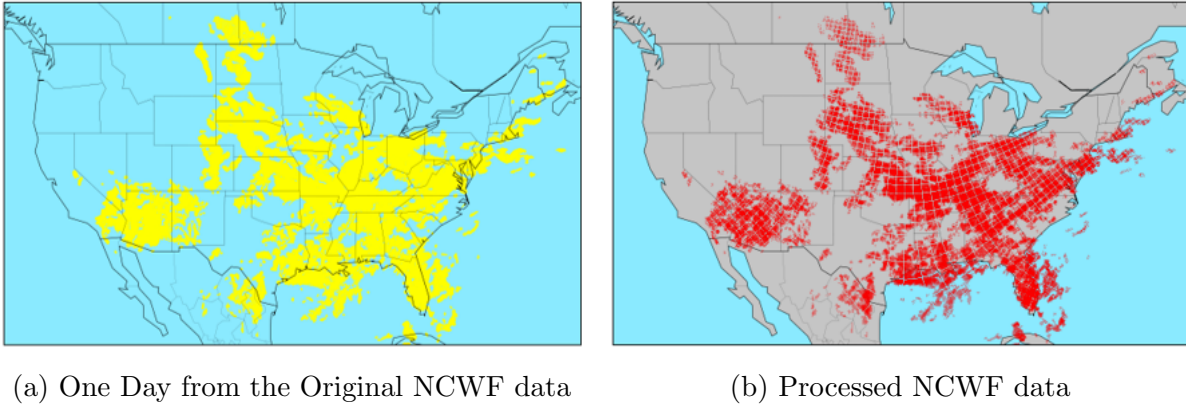 (a) One Day from the Original NCWF data
(b) Processed NCWF data